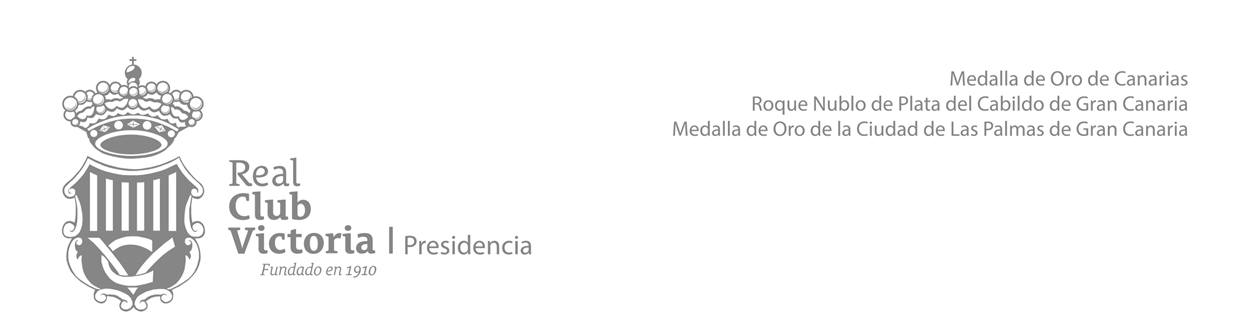 Medalla de Oro de Canarias
Roque Nublo de Plata del Cabildo de Gran Canaria
Medalla de Oro de la Ciudad de Las Palmas de Gran Canaria
Real
Club
Victoria | Presidencia
Fundado en 1910